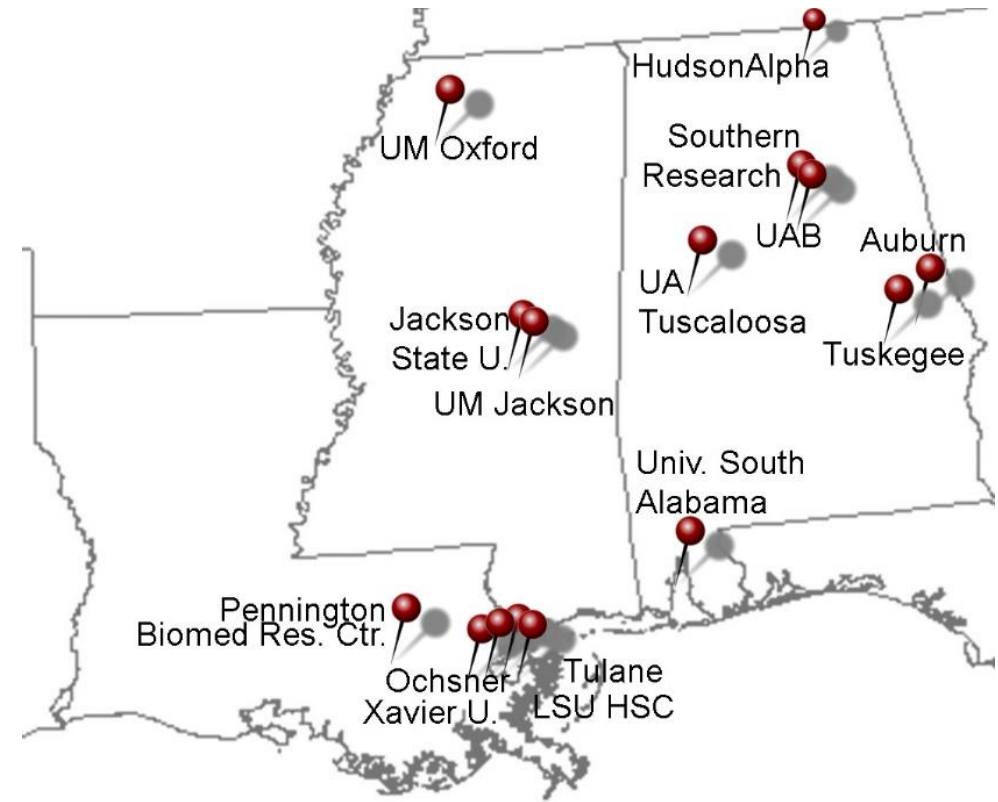 HudsonAlpha
UM Oxford
Southern
Research
UAB
Auburn
UA
Tuscaloosa
Tuskegee
Jackson
State U.
UM Jackson
Univ. South
Alabama
Pennington
Biomed Res. Ctr.
Ochsner
Xavier U.
Tulane
LSU HSC